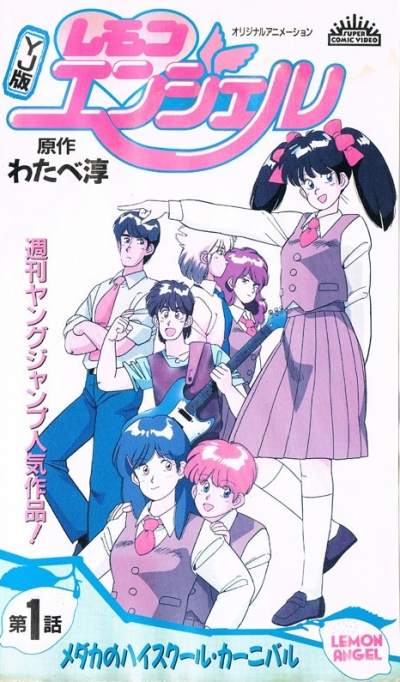 オリジナルアニメーション
SUPER
COMIC VIDEO
YJ版
レモンエンジェル
原作
わたべ淳
週刊ヤングジャンプ人気作品!
第1話
メダカのハイスクール・カーニバル
LEMON
ANGEL